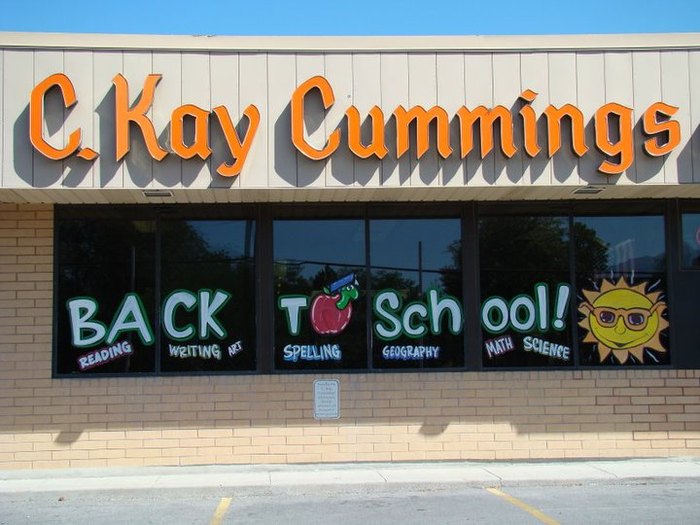 C. Kay Cummings
BACK TO School!
READING WRITING ART SPELLING GEOGRAPHY MATH SCIENCE